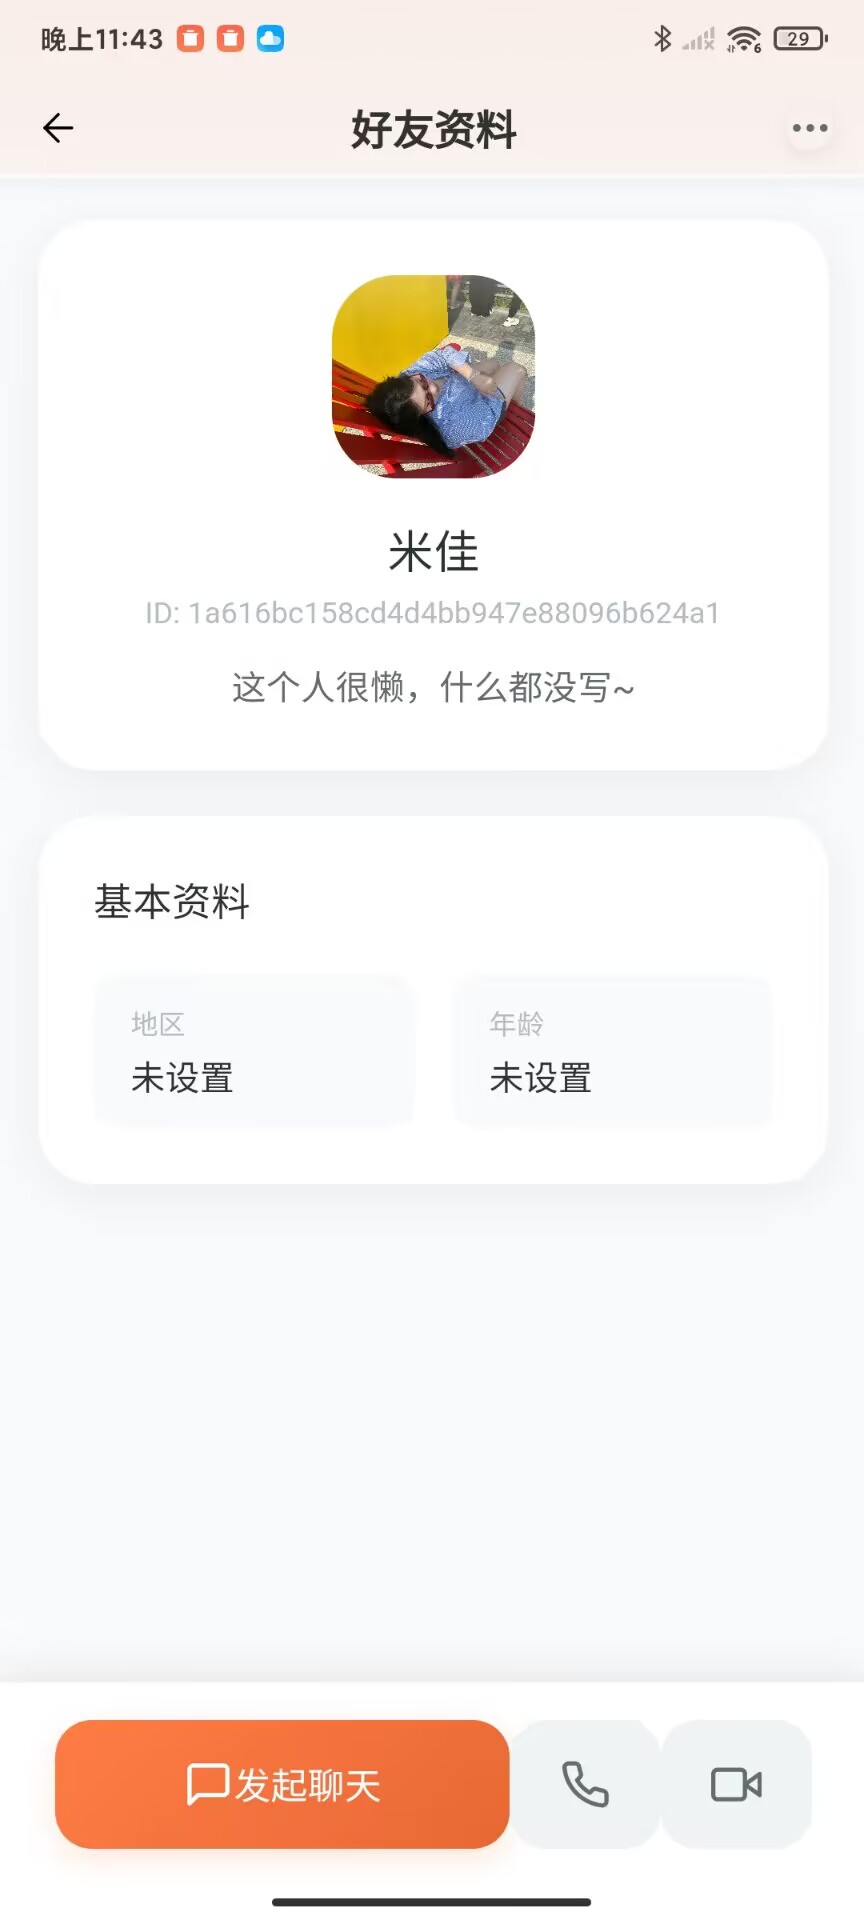 晚上11:43
29
好友资料
米佳
ID: 1a616bc158cd4d4bb947e88096b624a1
这个人很懒，什么都没写~
基本资料
地区
年龄
未设置
未设置
发起聊天